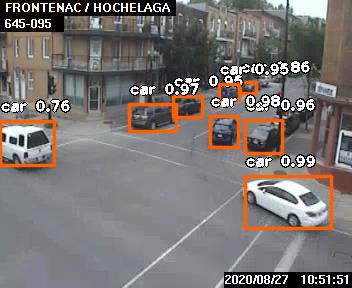 FRONTENAC / HOCHELAGA
645-095
car 0.95
car 0.97
car 0.76
car 0.98
car 0.96
car 0.99
2020/08/27 10:51:51